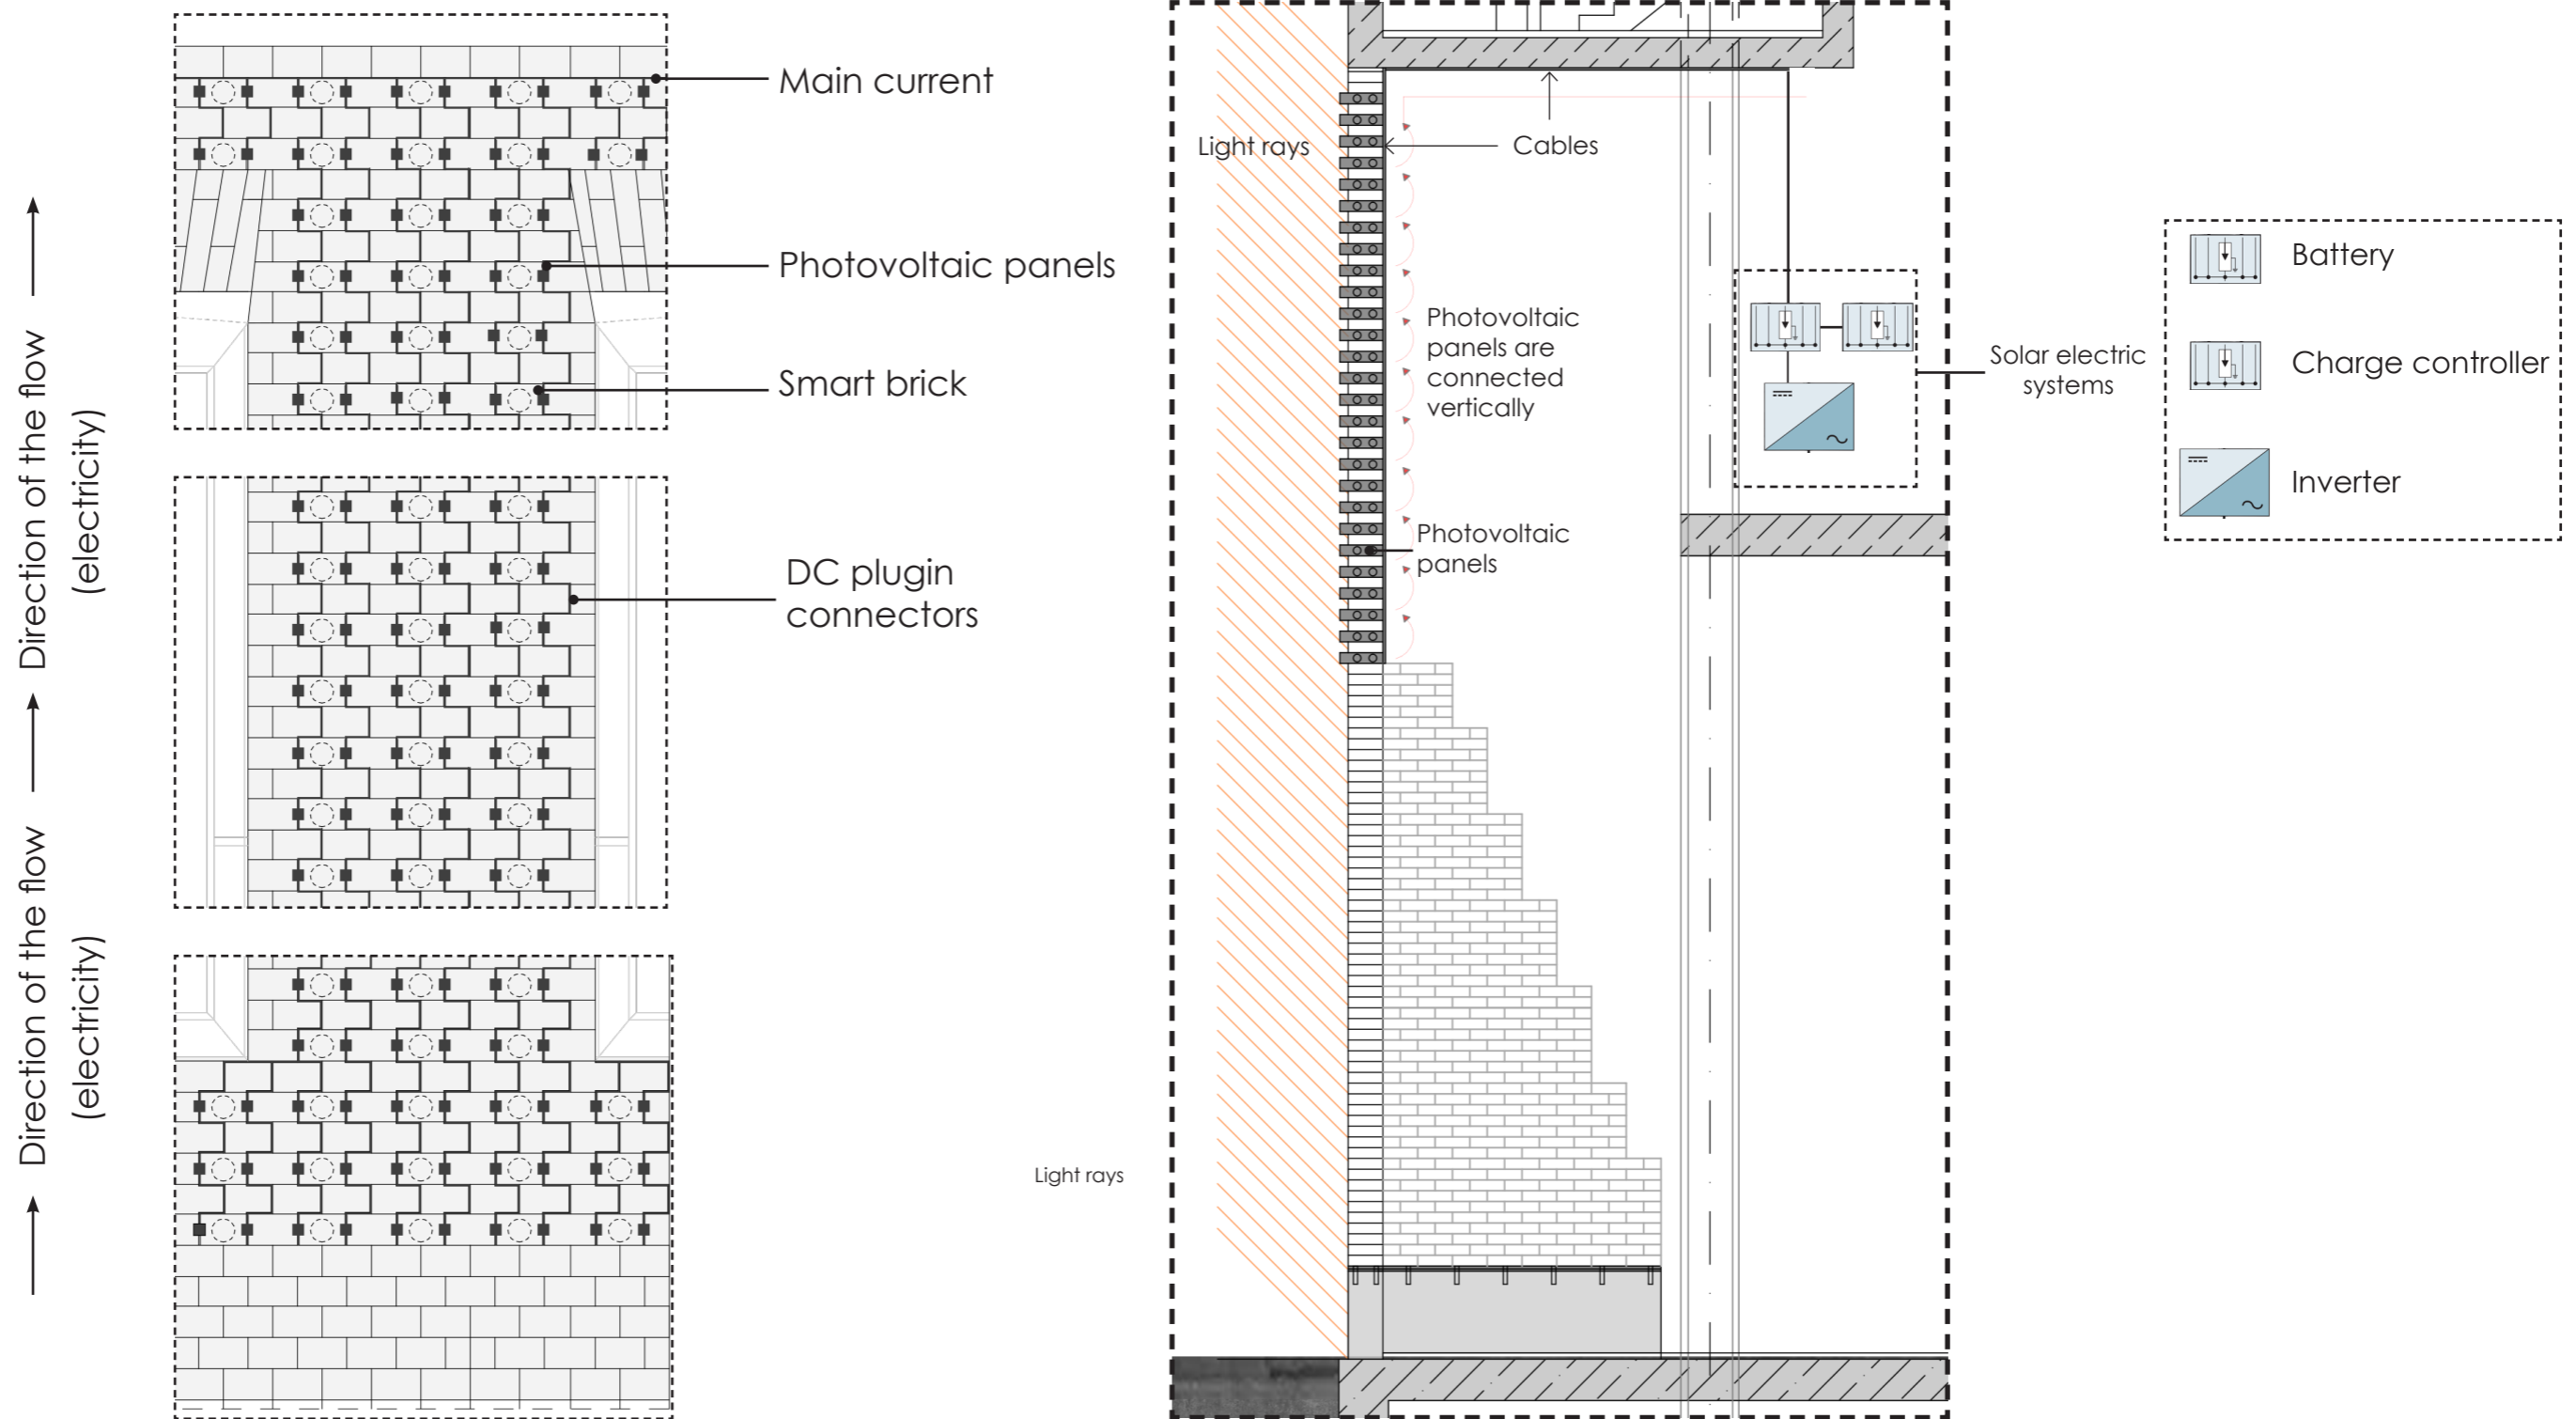 Main current
Photovoltaic panels
Smart brick
DC plugin
connectors
Direction of the flow
(electricity)
Direction of the flow
(electricity)
Light rays
Light rays
Cables
Photovoltaic
panels are
connected
vertically
Photovoltaic
panels
Solar electric
systems
Battery
Charge controller
Inverter